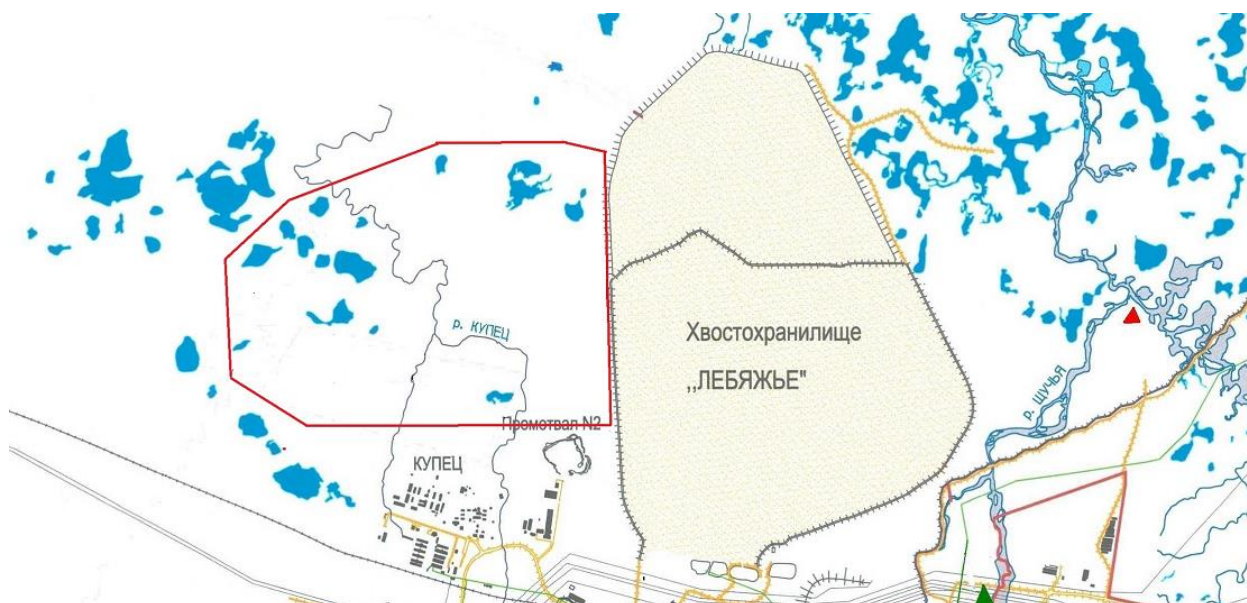 р. КУПЕЦ
Хвостохранилище
,,ЛЕБЯЖЬЕ"
р. ЩУЧЬЯ
Промотвал N2
КУПЕЦ